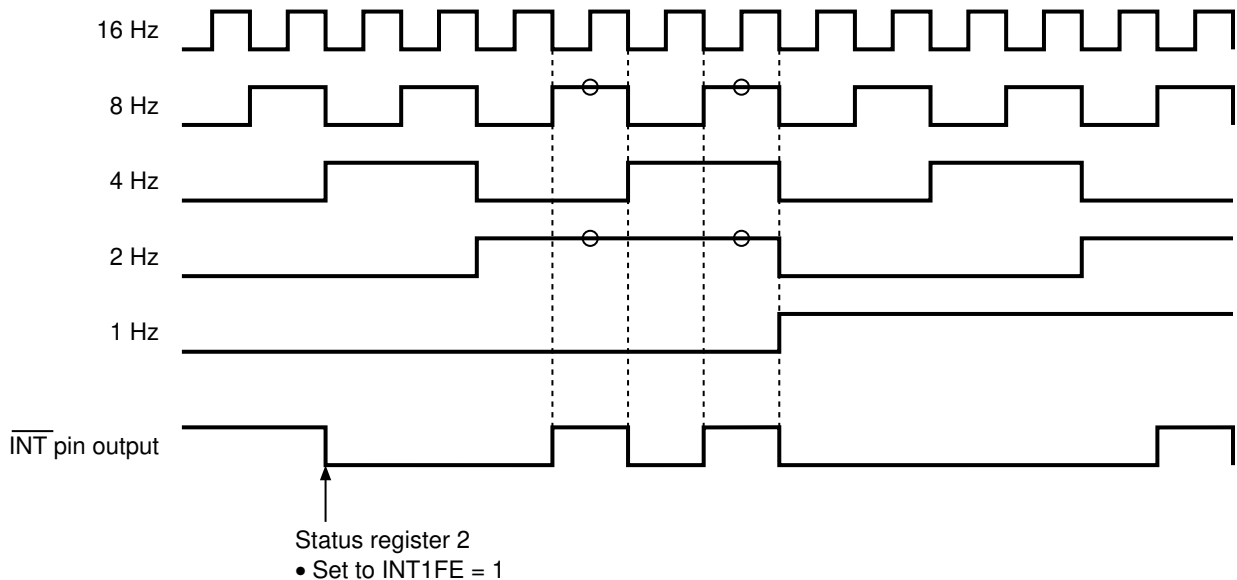 16 Hz
8 Hz
4 Hz
2 Hz
1 Hz
INT pin output
Status register 2
• Set to INT1FE = 1